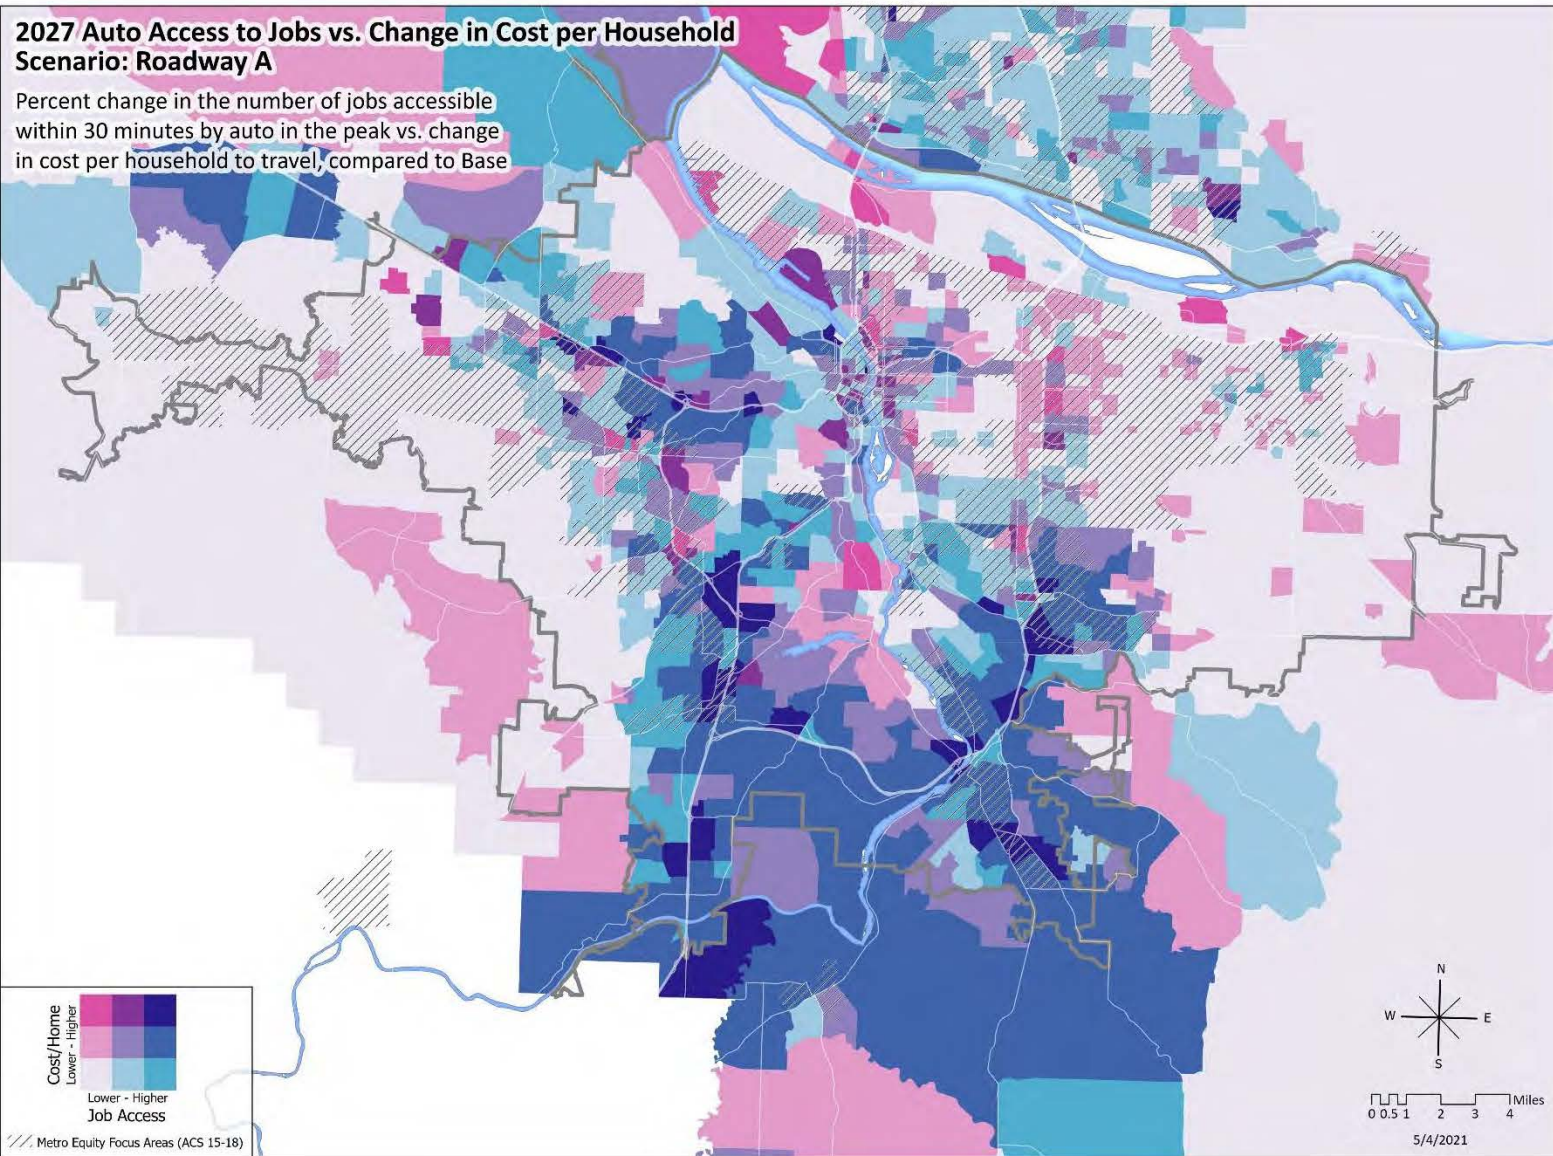 2027 Auto Access to Jobs vs. Change in Cost per Household
Scenario: Roadway A
Percent change in the number of jobs accessible
within 30 minutes by auto in the peak vs. change
in cost per household to travel, compared to Base
Cost/Home
Lower - Higher
Lower - Higher
Job Access
Metro Equity Focus Areas (ACS 15-18)
N
W E
S
0 0.5 1 2 3 4 Miles
5/4/2021